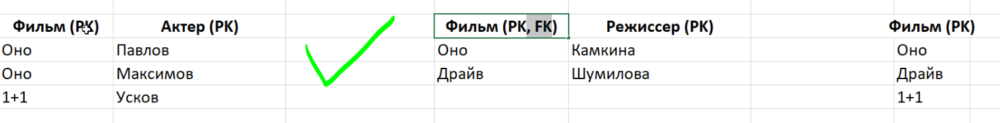 Фильм (PK) Актер (PK) Фильм (PK, FK) Режиссер (PK) Фильм (PK)
Оно Павлов Оно Камкина Оно
Оно Максимов Драйв Шумилова Драйв
1+1 Усков 1+1